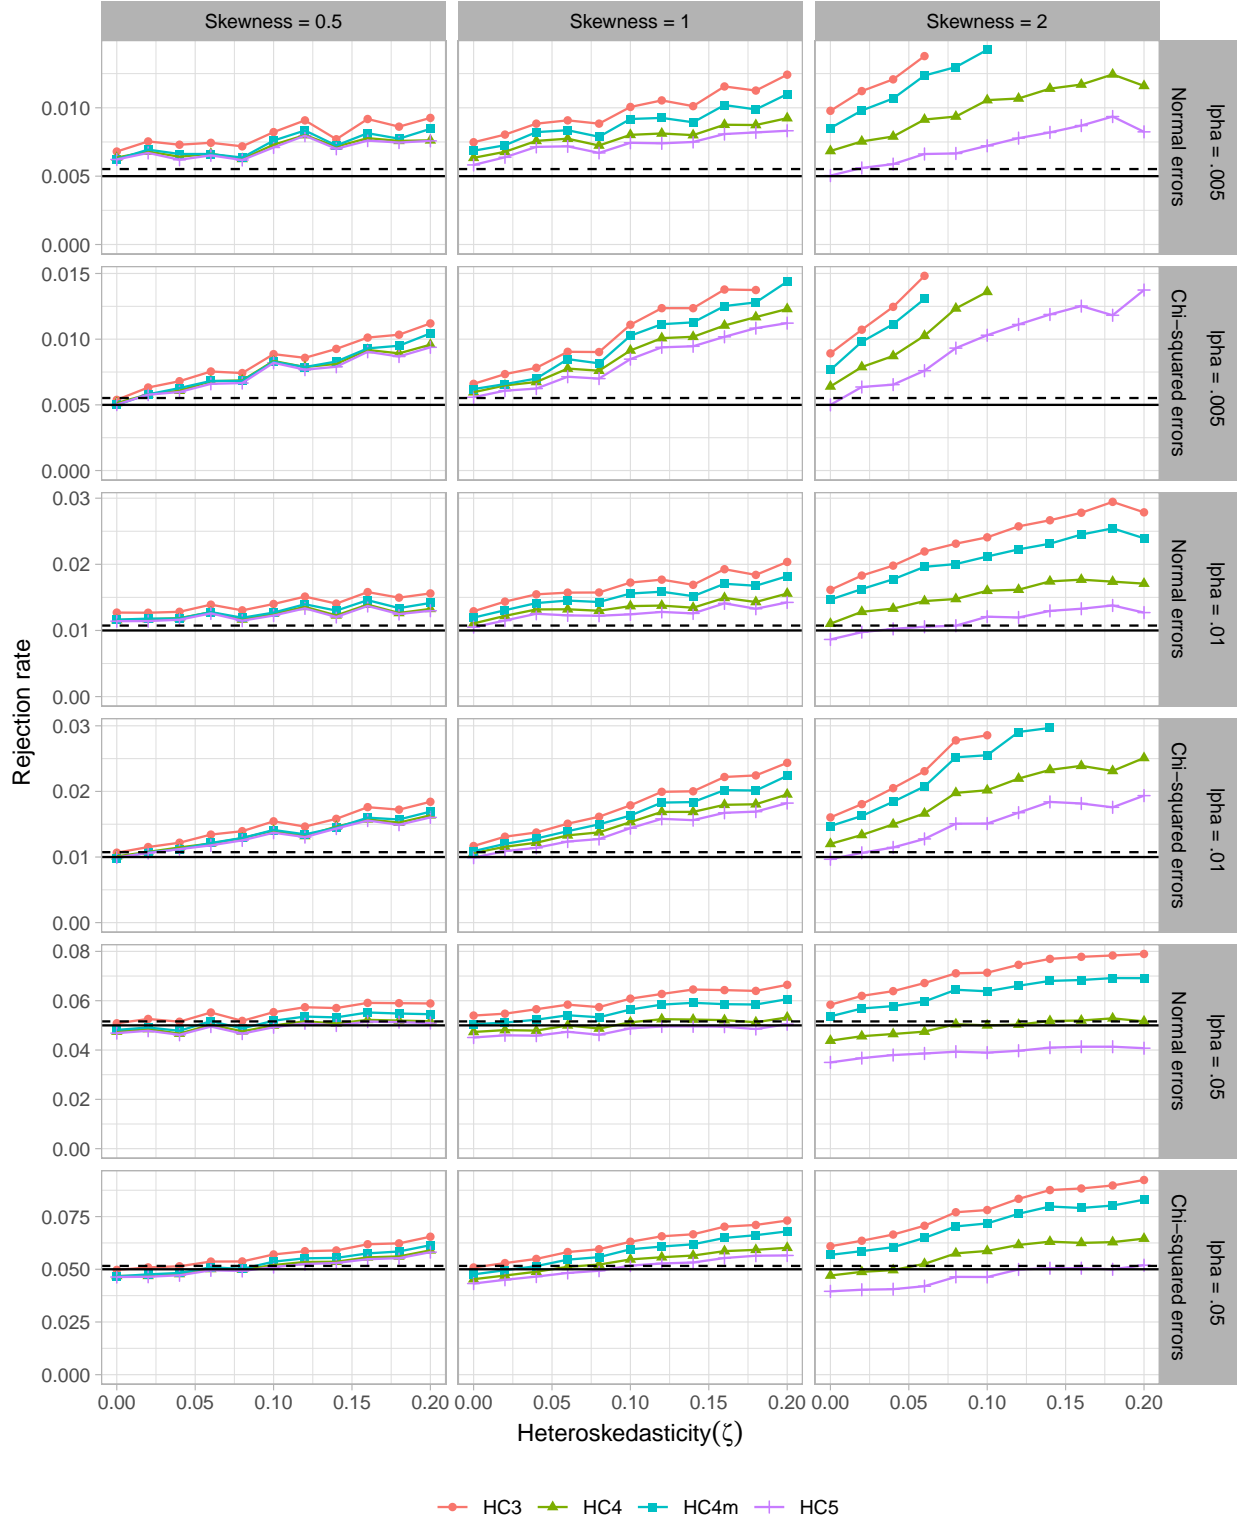 Skewness = 0.5
Skewness = 1
Skewness = 2
0.010
0.005
0.000
lpha = .005
Normal errors
0.015
0.010
0.005
0.000
lpha = .005
Chi−squared errors
0.03
0.02
0.01
0.00
lpha = .01
Normal errors
0.03
0.02
0.01
0.00
lpha = .01
Chi−squared errors
0.08
0.06
0.04
0.02
0.00
lpha = .05
Normal errors
0.075
0.050
0.025
0.000
lpha = .05
Chi−squared errors
Rejection rate
0.00 0.05 0.10 0.15 0.20 0.00 0.05 0.10 0.15 0.20 0.00 0.05 0.10 0.15 0.20
Heteroskedasticity(ζ)
HC3 HC4 HC4m HC5